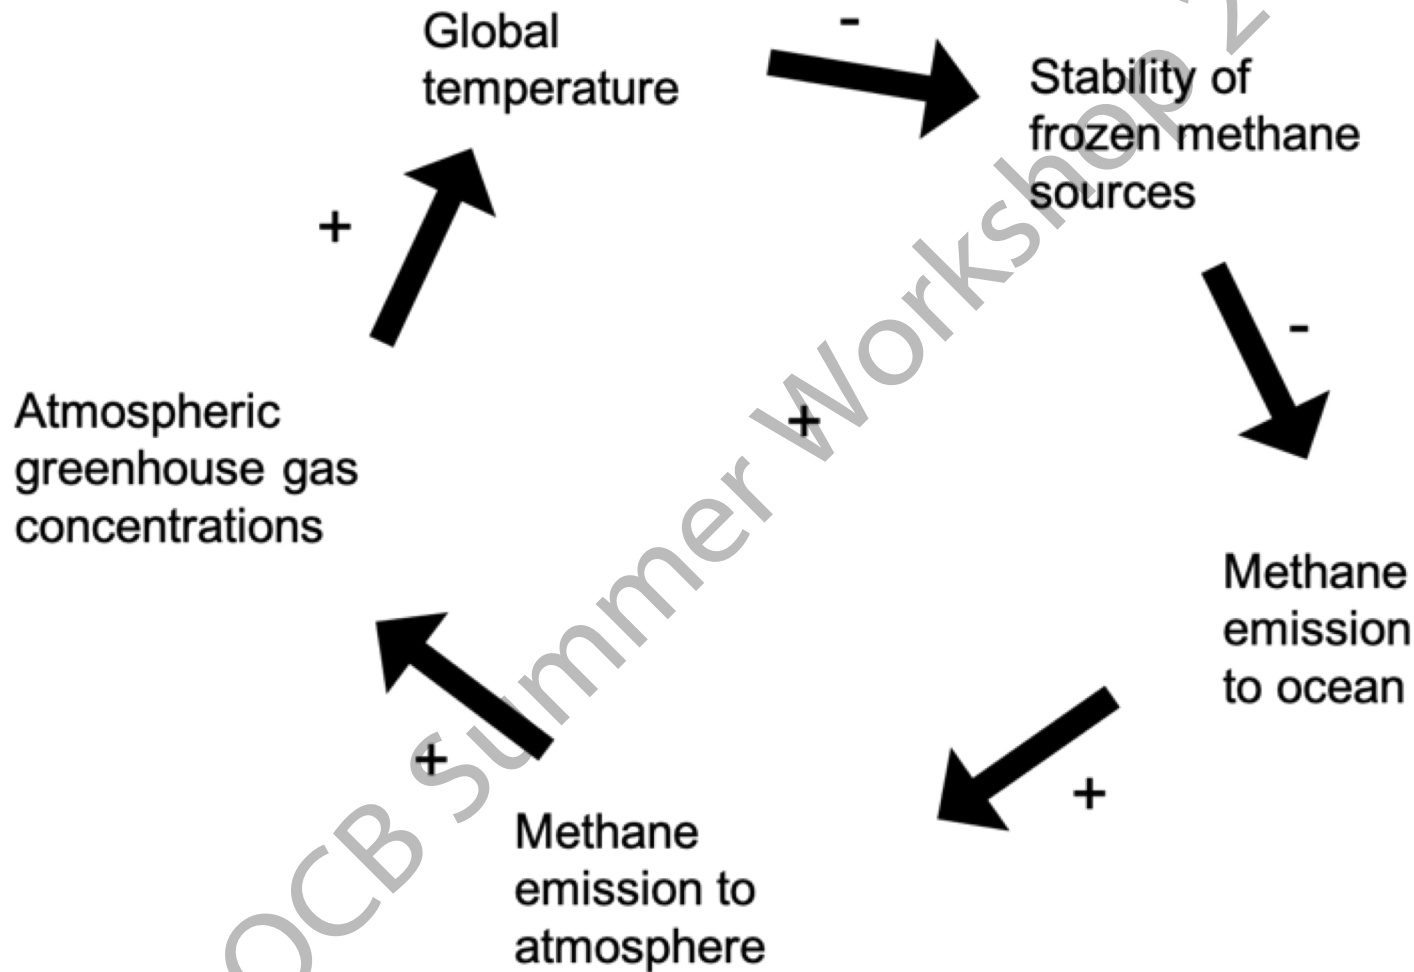 Global
temperature
-
Stability of
frozen methane
sources
+
-
Atmospheric
greenhouse gas
concentrations
+
Methane
emission
to ocean
+
+
Methane
emission to
atmosphere
OCB Summer Workshop